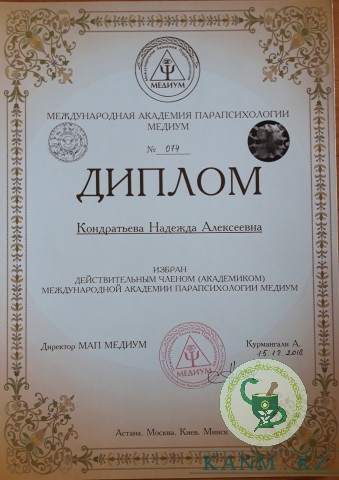 МЕДИУМ
МЕЖДУНАРОДНАЯ АКАДЕМИЯ ПАРАПСИХОЛОГИИ
МЕДИУМ
№ 074
ДИПЛОМ
Кондратьева Надежда Алексеевна
ИЗБРАН
ДЕЙСТВИТЕЛЬНЫМ ЧЛЕНОМ (АКАДЕМИКОМ)
МЕЖДУНАРОДНОЙ АКАДЕМИИ ПАРАПСИХОЛОГИИ МЕДИУМ
Директор МАП МЕДИУМ
МЕДИУМ
Курмангали А.
15.12.2018
Астана. Москва. Киев. Минск
KANM.KZ